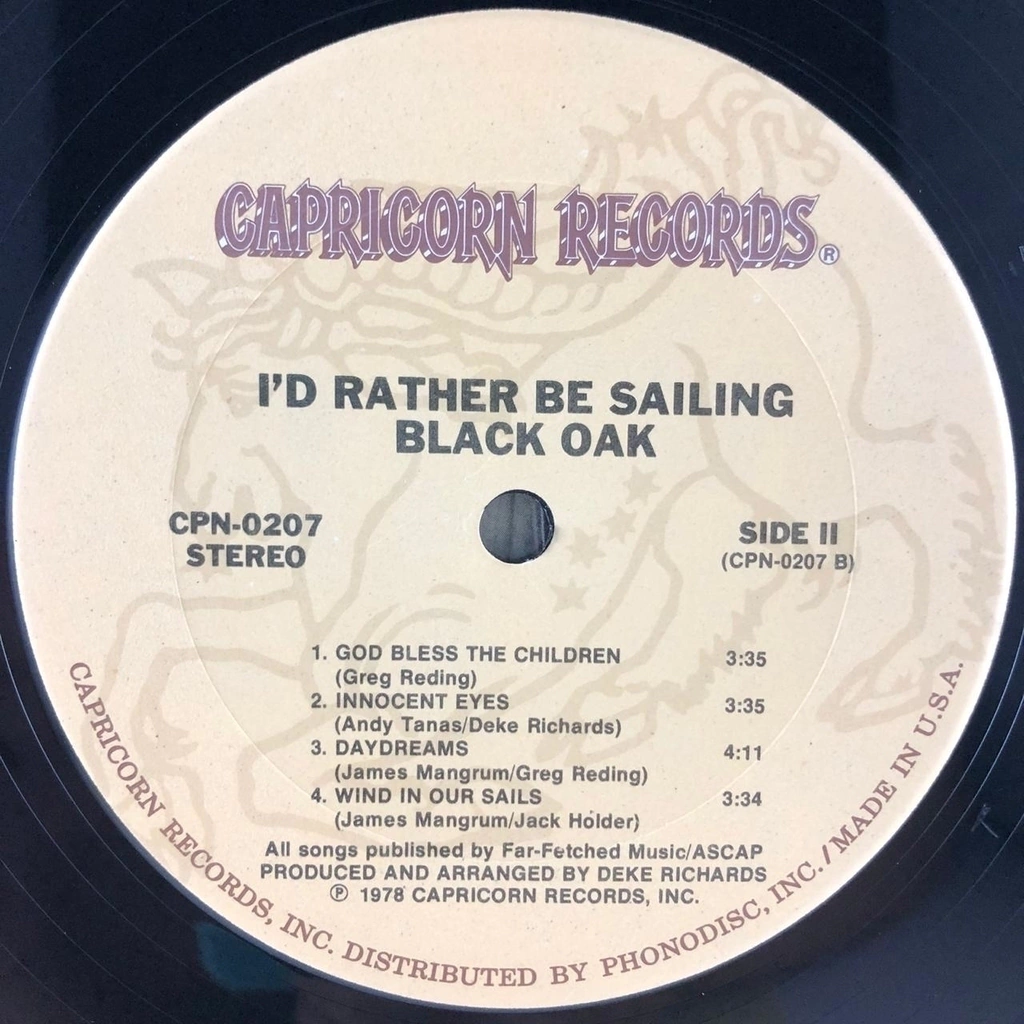 CAPRICORN RECORDS®
I'D RATHER BE SAILING
BLACK OAK
CPN-0207
STEREO
SIDE II
(CPN-0207 B)
1. GOD BLESS THE CHILDREN 3:35
(Greg Reding)
2. INNOCENT EYES 3:35
(Andy Tanas/Deke Richards)
3. DAYDREAMS 4:11
(James Mangrum/Greg Reding)
4. WIND IN OUR SAILS 3:34
(James Mangrum/Jack Holder)
All songs published by Far-Fetched Music/ASCAP
PRODUCED AND ARRANGED BY DEKE RICHARDS
℗ 1978 CAPRICORN RECORDS, INC.
CAPRICORN RECORDS, INC. DISTRIBUTED BY PHONODISC, INC. / MADE IN U.S.A.